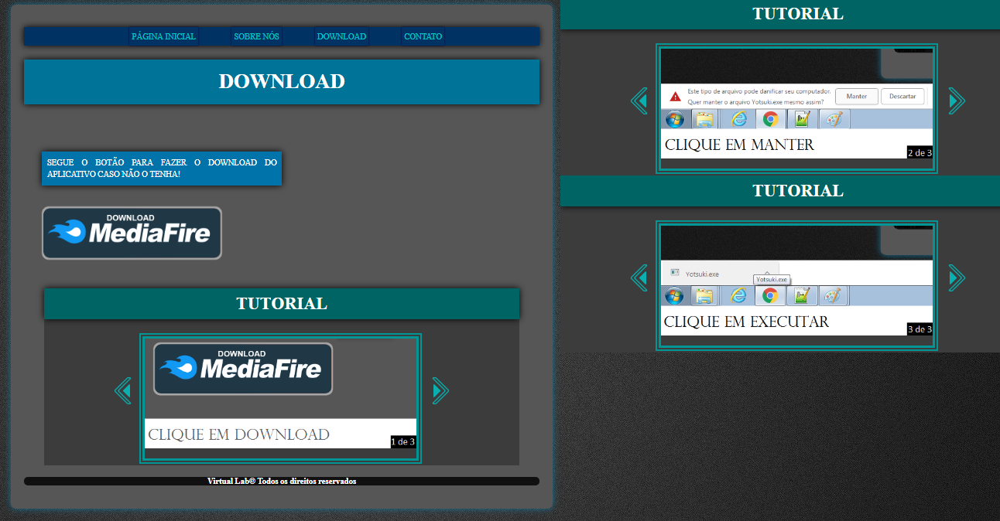 PÁGINA INICIAL SOBRE NÓS DOWNLOAD CONTATO
DOWNLOAD
SEGUE O BOTÃO PARA FAZER O DOWNLOAD DO
APLICATIVO CASO NÃO O TENHA!
DOWNLOAD
MediaFire
TUTORIAL
DOWNLOAD
MediaFire
CLIQUE EM DOWNLOAD
1 de 3
Virtual Lab® Todos os direitos reservados
TUTORIAL
Este tipo de arquivo pode danificar seu computador.
Quer manter o arquivo Yotsuki.exe mesmo assim?
Manter Descartar
CLIQUE EM MANTER
2 de 3
TUTORIAL
Yotsuki.exe
Yotsuki.exe
CLIQUE EM EXECUTAR
3 de 3